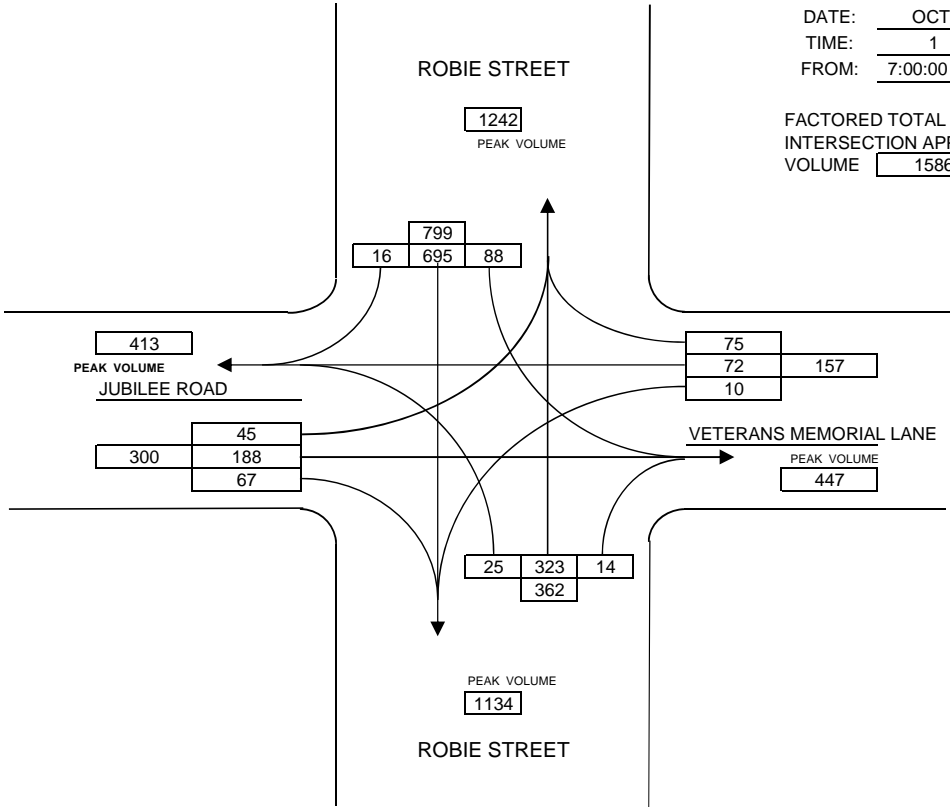 DATE: OCT
TIME: 1
FROM: 7:00:00
ROBIE STREET
1242
PEAK VOLUME
FACTORED TOTAL
INTERSECTION
VOLUME 1586
799
16 695 88
413
PEAK VOLUME
JUBILEE ROAD
75
72 157
10
45
300 188
67
VETERANS MEMORIAL LANE
PEAK VOLUME
447
25 323 14
362
PEAK VOLUME
1134
ROBIE STREET